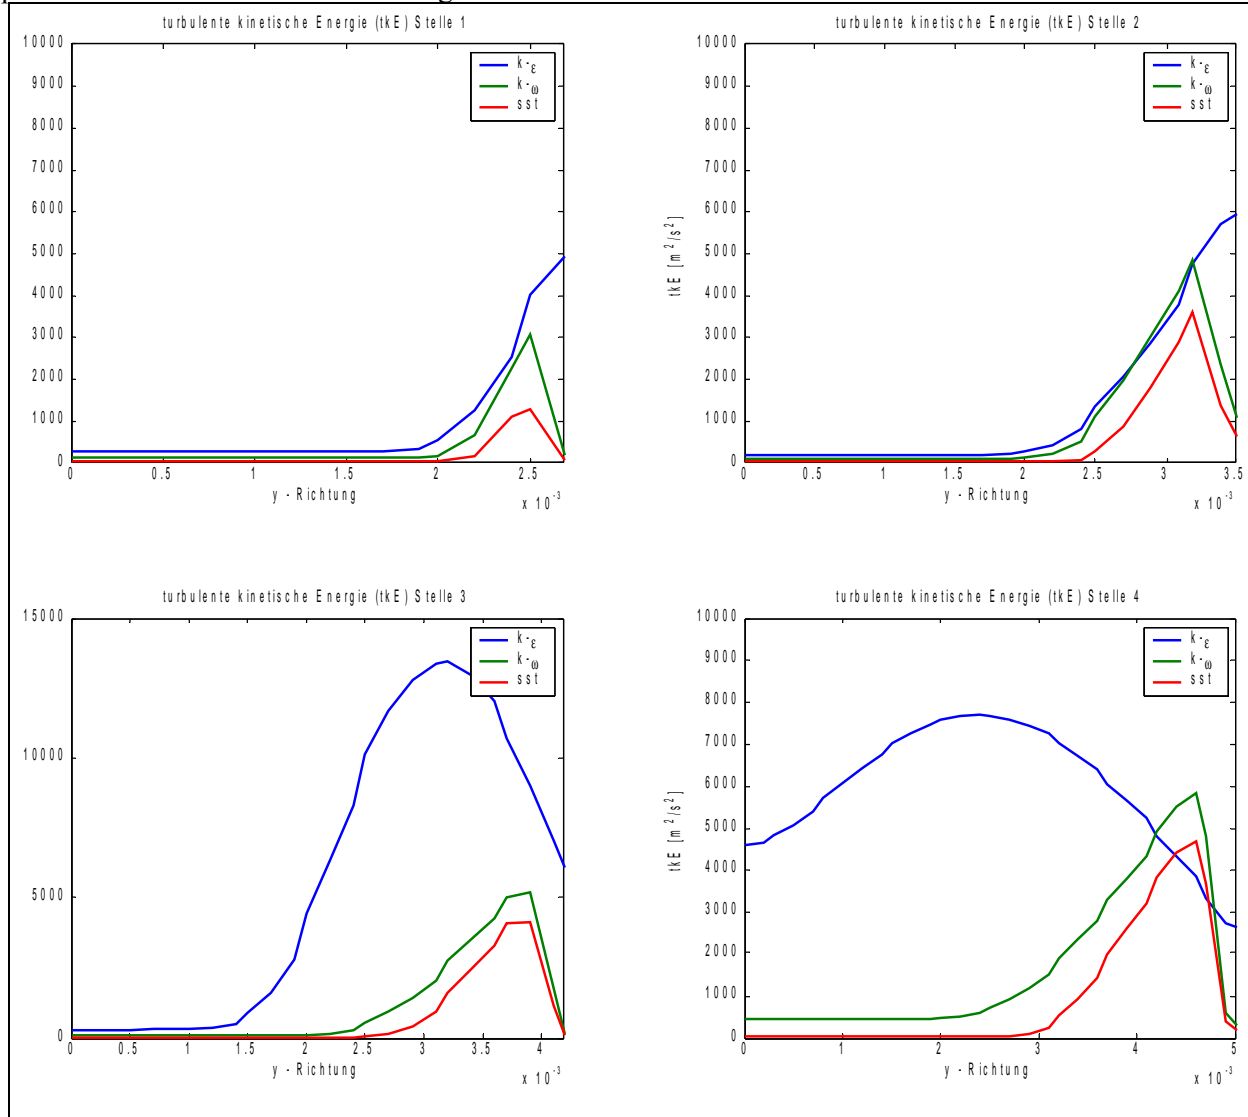 turbulente kinetische Energie (tkE) Stelle 1
10000
9000
8000
7000
6000
5000
4000
3000
2000
1000
0
k-ε
k-ω
sst
0 0.5 1 1.5 2 2.5
y - Richtung
x 10-3
turbulente kinetische Energie (tkE) Stelle 2
tkE [m2/s2]
10000
9000
8000
7000
6000
5000
4000
3000
2000
1000
0
k-ε
k-ω
sst
0 0.5 1 1.5 2 2.5 3 3.5
y - Richtung
x 10-3
turbulente kinetische Energie (tkE) Stelle 3
15000
10000
5000
0
k-ε
k-ω
sst
0 0.5 1 1.5 2 2.5 3 3.5 4
y - Richtung
x 10-3
turbulente kinetische Energie (tkE) Stelle 4
tkE [m2/s2]
10000
9000
8000
7000
6000
5000
4000
3000
2000
1000
0
k-ε
k-ω
sst
0 1 2 3 4 5
y - Richtung
x 10-3